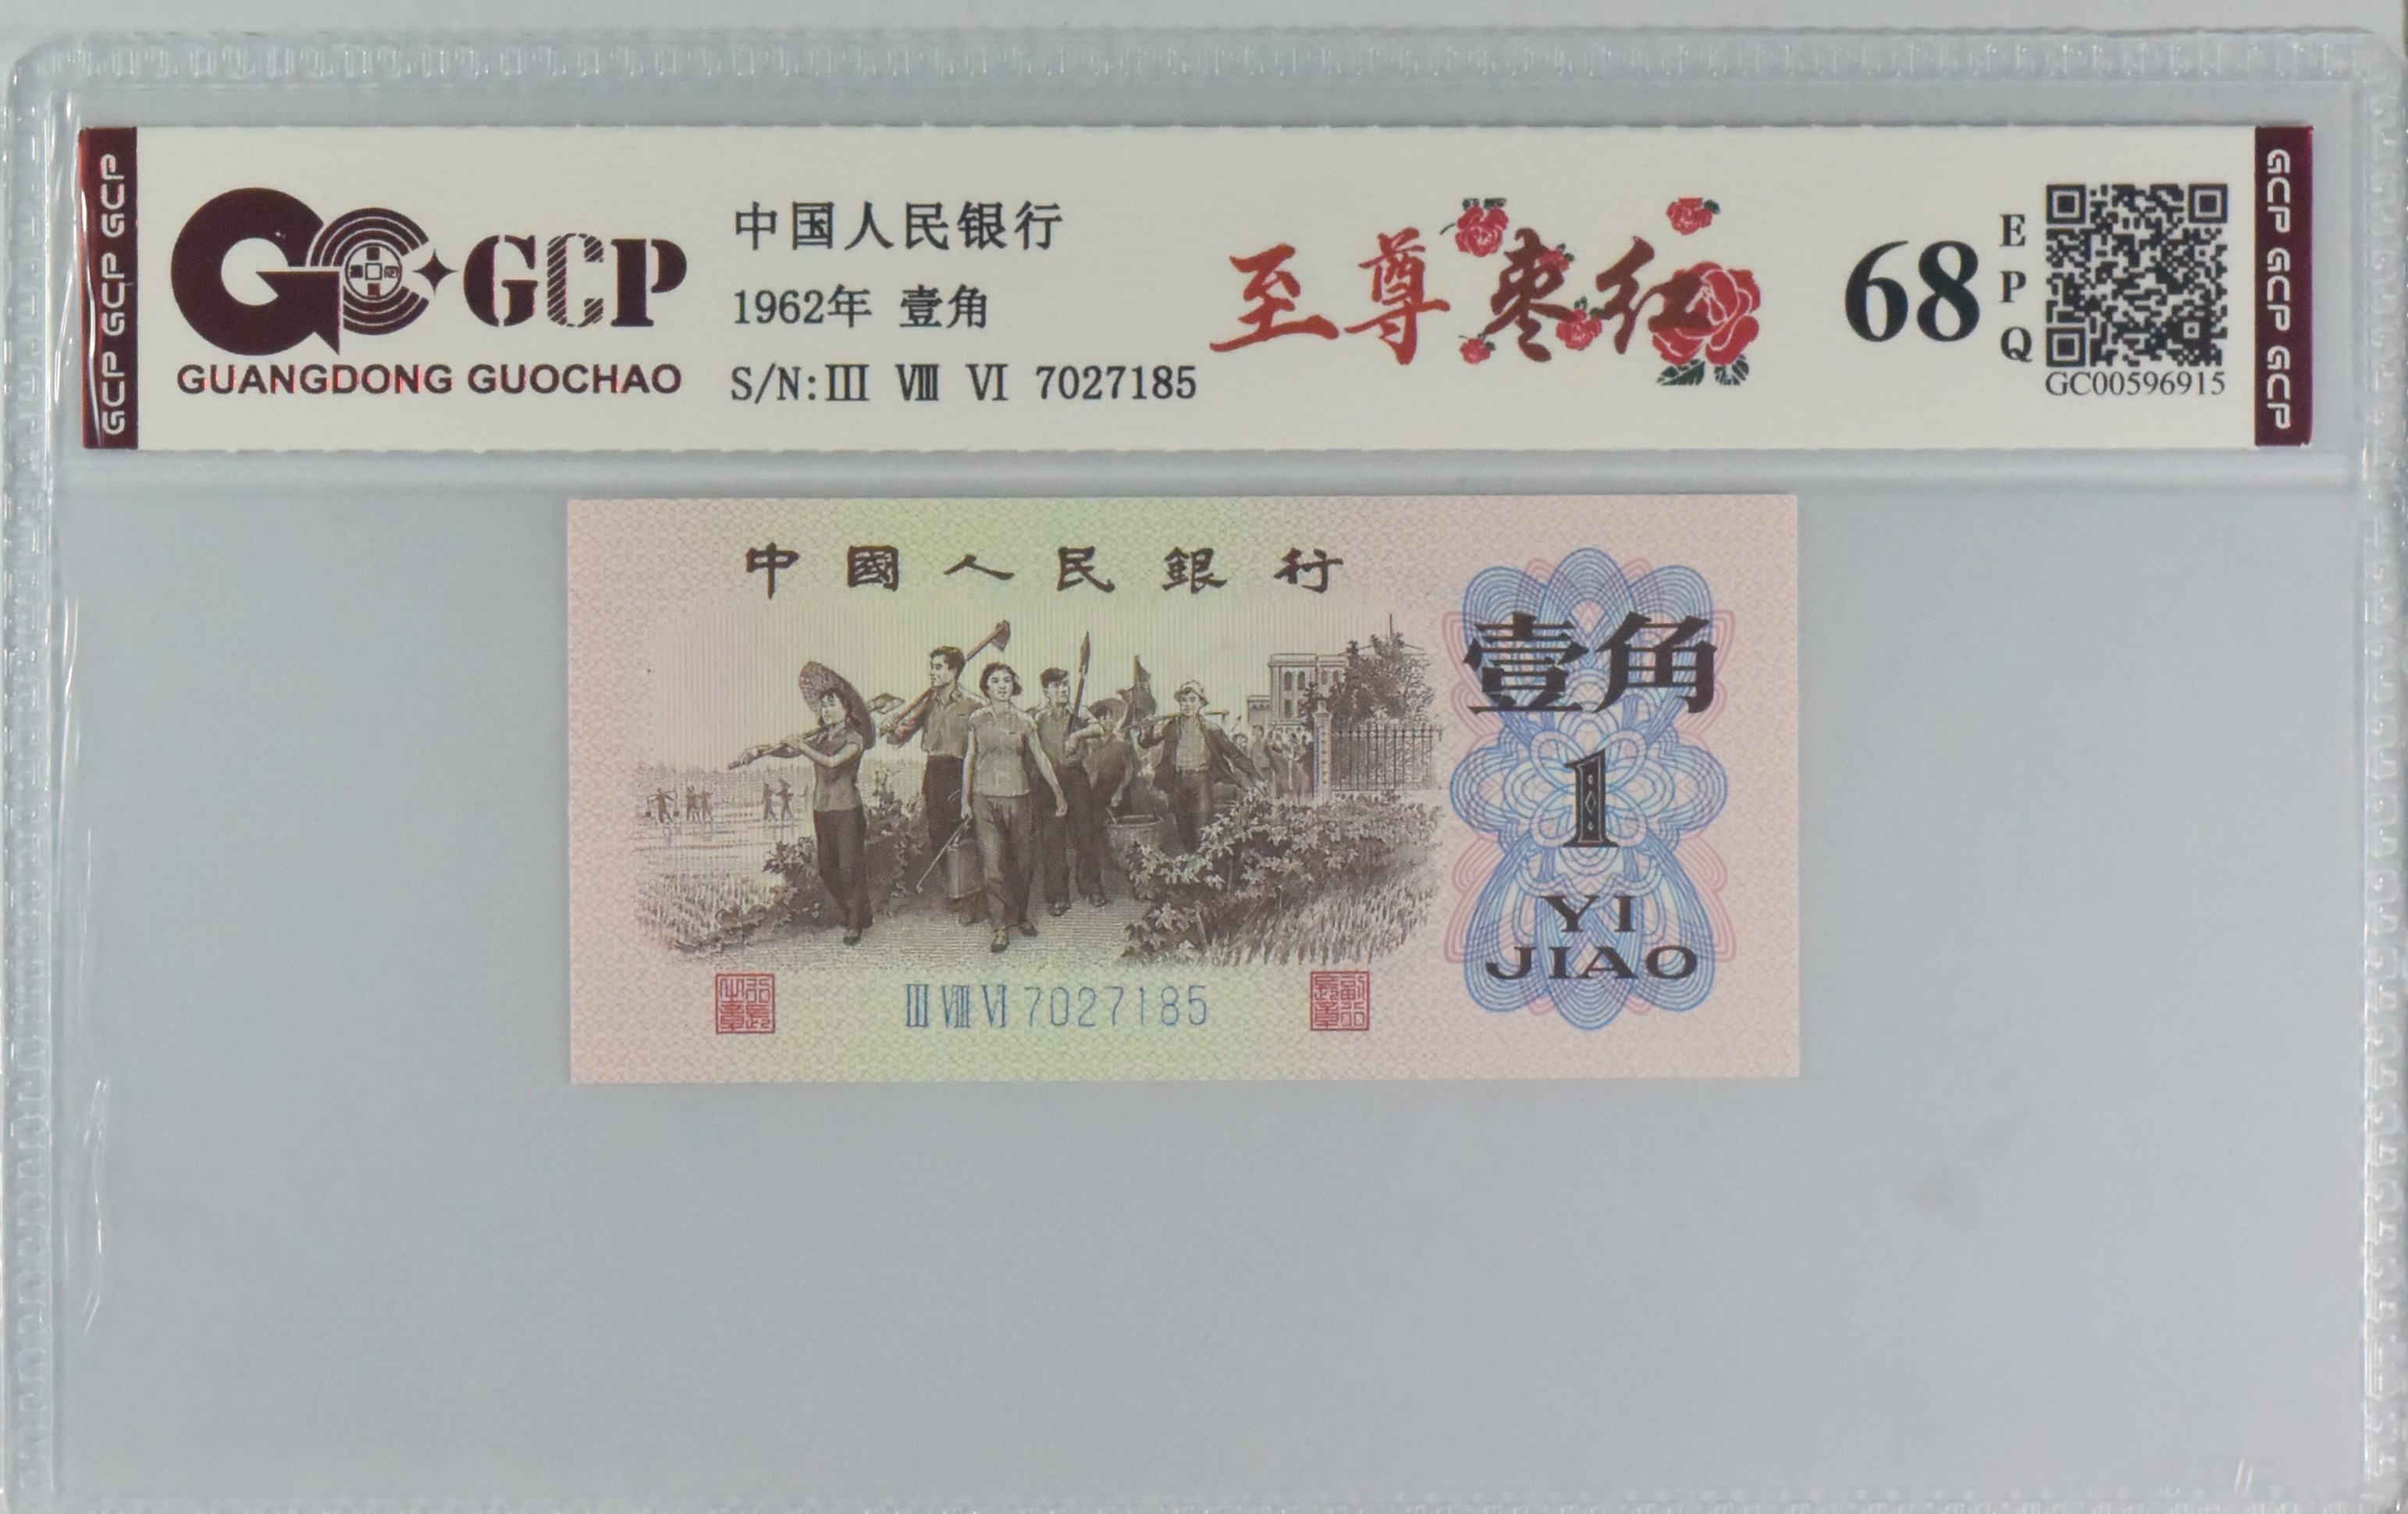 GCP GCP GCP
GCP
GUANGDONG GUOCHAO
中国人民银行
1962年 壹角
S/N:Ⅲ Ⅷ Ⅵ 7027185
至尊枣红
68
EPQ
GC00596915
GCP GCP GCP
中國人民銀行
壹角
1
YI
JIAO
Ⅲ Ⅷ Ⅵ 7027185